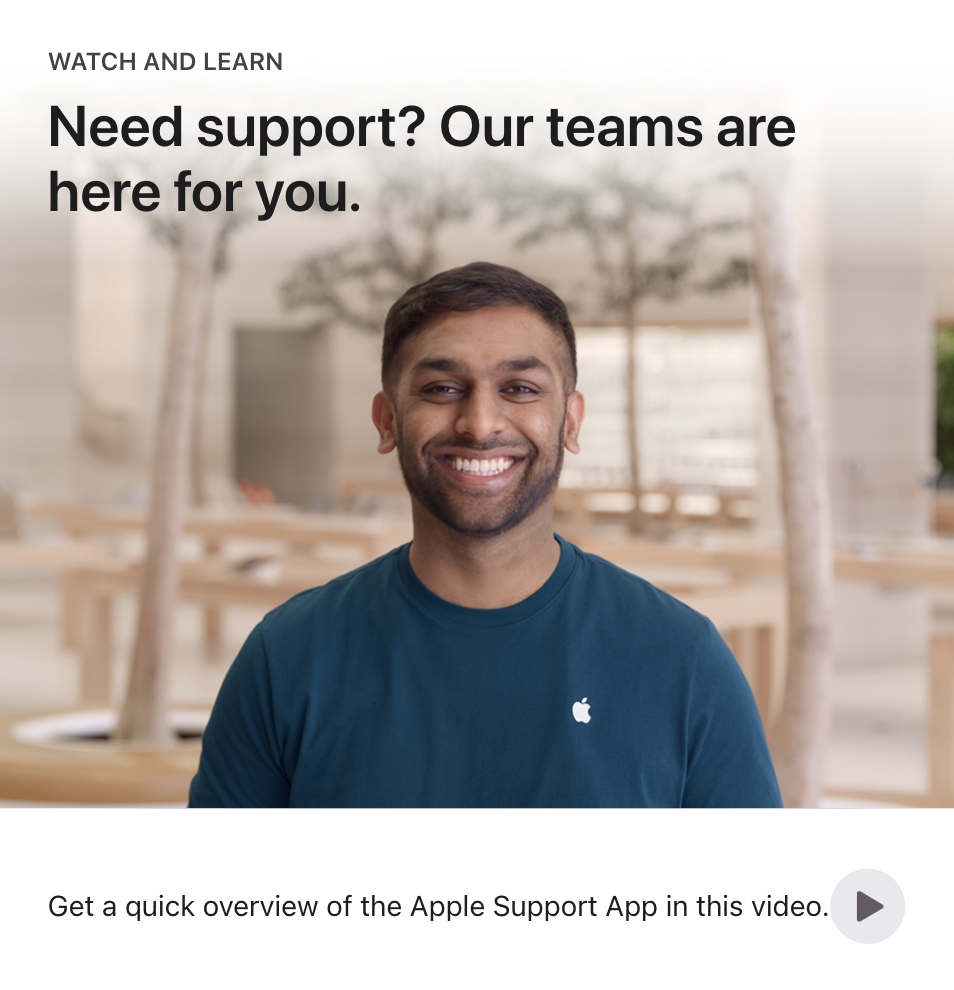 WATCH AND LEARN
Need support? Our teams are
here for you.
Get a quick overview of the Apple Support App in this video.